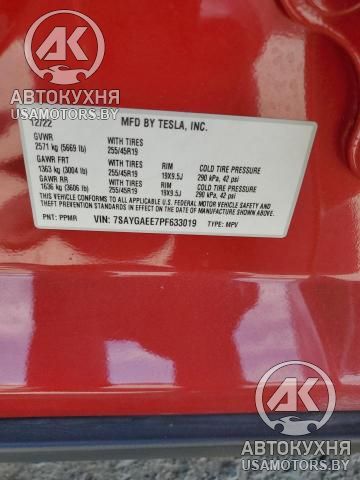 АК
АВТОКУХНЯ
USAMOTORS.BY
12/22
MFD BY TESLA, INC.
GVWR
2571 kg (5669 lb)
WITH TIRES
255/45R19
GAWR FRT
1363 kg (3004 lb)
WITH TIRES
255/45R19
RIM
19X9.5J
COLD TIRE PRESSURE
290 kPa, 42 psi
GAWR RR
1636 kg (3606 lb)
WITH TIRES
255/45R19
RIM
19X9.5J
COLD TIRE PRESSURE
290 kPa, 42 psi
THIS VEHICLE CONFORMS TO ALL APPLICABLE U.S. FEDERAL MOTOR VEHICLE SAFETY AND
THEFT PREVENTION STANDARDS IN EFFECT ON THE DATE OF MANUFACTURE SHOWN ABOVE.
PNT: PPMR
VIN: 7SAYGAEE7PF633019
TYPE: MPV
АК
АВТОКУХНЯ
USAMOTORS.BY